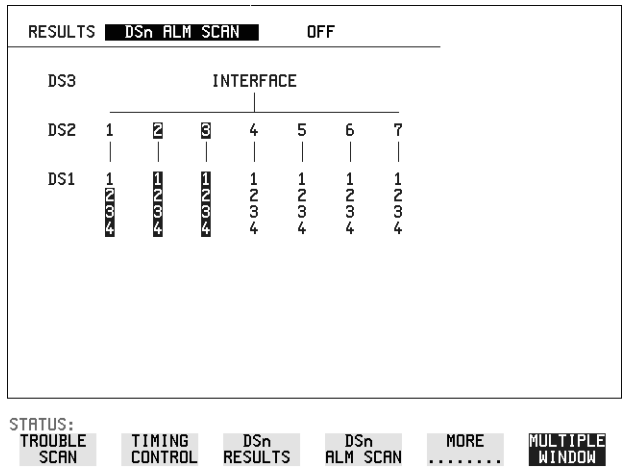 RESULTS DSn ALM SCAN OFF
DS3 INTERFACE
DS2 1 2 3 4 5 6 7
DS1 1 1 1 1 1 1 1
2 2 2 2 2 2 2
3 3 3 3 3 3 3
4 4 4 4 4 4 4
STATUS:
TROUBLE TIMING DSn DSn MORE MULTIPLE
SCAN CONTROL RESULTS ALM SCAN ........ WINDOW